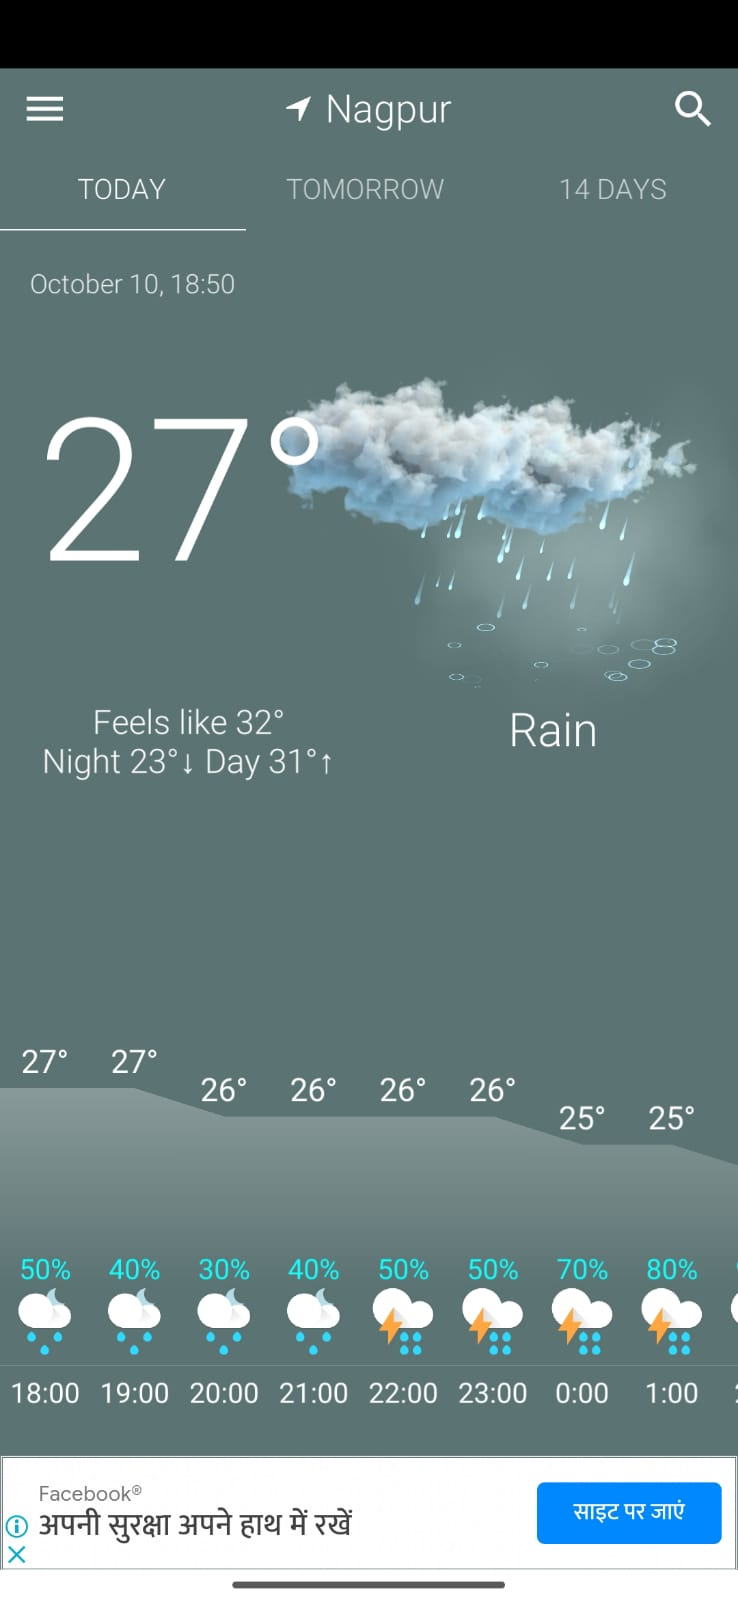 Nagpur
TODAY TOMORROW 14 DAYS
October 10, 18:50
27°
Feels like 32°
Night 23°↓ Day 31°↑
Rain
27° 27° 26° 26° 26° 26° 25° 25°
50% 40% 30% 40% 50% 50% 70% 80%
18:00 19:00 20:00 21:00 22:00 23:00 0:00 1:00
Facebook®
अपनी सुरक्षा अपने हाथ में रखें
साइट पर जाएं